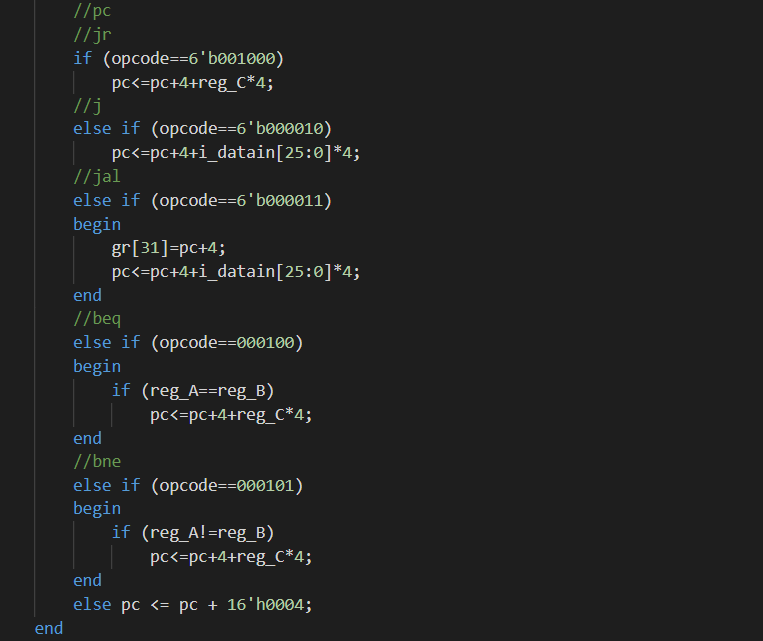 //pc
//jr
if (opcode==6'b001000)
pc<=pc+4+reg_C*4;
//j
else if (opcode==6'b000010)
pc<=pc+4+i_datain[25:0]*4;
//jal
else if (opcode==6'b000011)
begin
gr[31]=pc+4;
pc<=pc+4+i_datain[25:0]*4;
end
//beq
else if (opcode==000100)
begin
if (reg_A==reg_B)
pc<=pc+4+reg_C*4;
end
//bne
else if (opcode==000101)
begin
if (reg_A!=reg_B)
pc<=pc+4+reg_C*4;
end
else pc <= pc + 16'h0004;
end